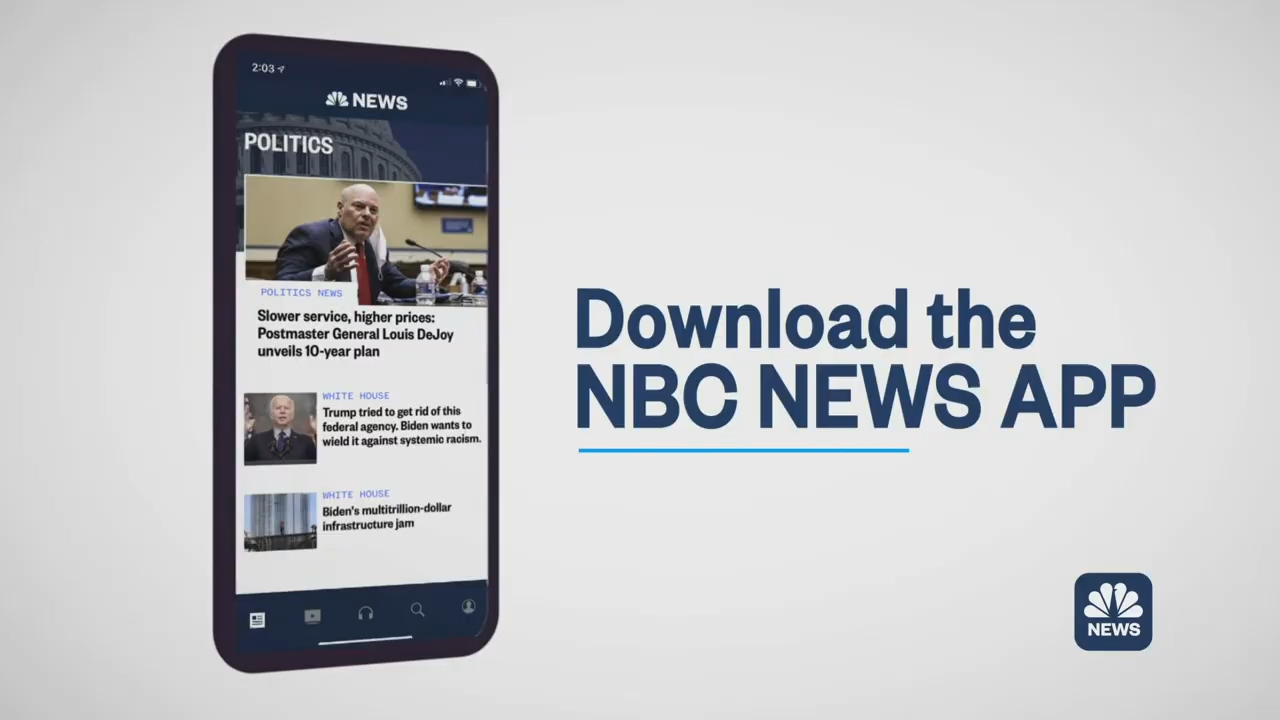 2:03
NEWS
POLITICS
POLITICS NEWS
Slower service, higher prices:
Postmaster General Louis DeJoy
unveils 10-year plan
WHITE HOUSE
Trump tried to get rid of this
federal agency. Biden wants to
wield it against systemic racism.
WHITE HOUSE
Biden's multitrillion-dollar
infrastructure jam
Download the
NBC NEWS APP
NEWS